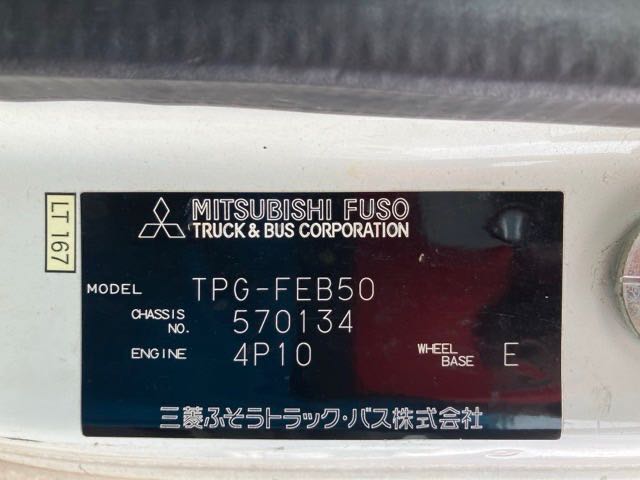 LT 167
MITSUBISHI FUSO
TRUCK & BUS CORPORATION
MODEL TPG-FEB50
CHASSIS NO. 570134
ENGINE 4P10 WHEEL BASE E
三菱ふそうトラック・バス株式会社